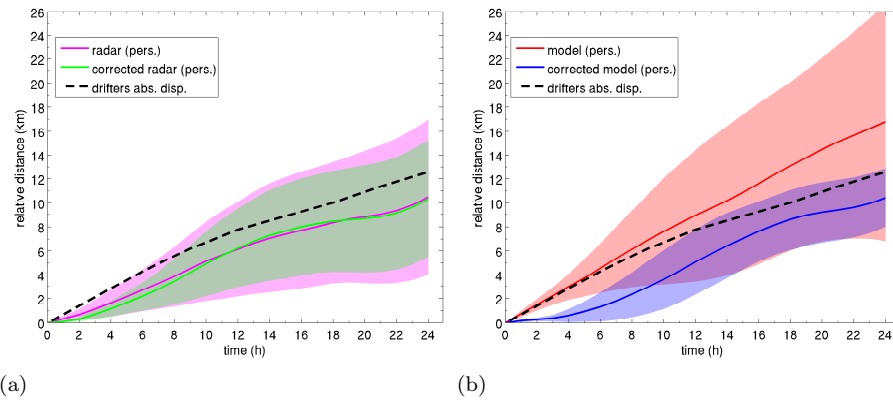 26
24
22
20
18
16
14
12
10
8
6
4
2
0
relative distance (km)
radar (pers.)
corrected radar (pers.)
drifters abs. disp.
0 2 4 6 8 10 12 14 16 18 20 22 24
time (h)
(a)
26
24
22
20
18
16
14
12
10
8
6
4
2
0
relative distance (km)
model (pers.)
corrected model (pers.)
drifters abs. disp.
0 2 4 6 8 10 12 14 16 18 20 22 24
time (h)
(b)